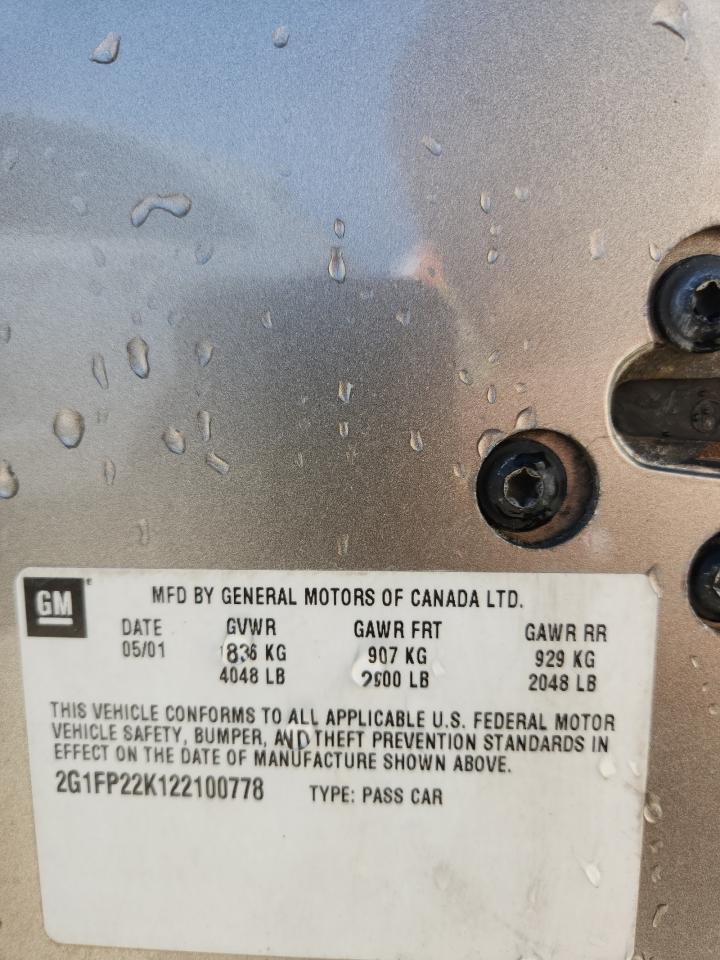 GM
MFD BY GENERAL MOTORS OF CANADA LTD.
DATE GVWR GAWR FRT GAWR RR
05/01 1836 KG 907 KG 929 KG
4048 LB 2000 LB 2048 LB
THIS VEHICLE CONFORMS TO ALL APPLICABLE U.S. FEDERAL MOTOR
VEHICLE SAFETY, BUMPER, AND THEFT PREVENTION STANDARDS IN
EFFECT ON THE DATE OF MANUFACTURE SHOWN ABOVE.
2G1FP22K122100778 TYPE: PASS CAR